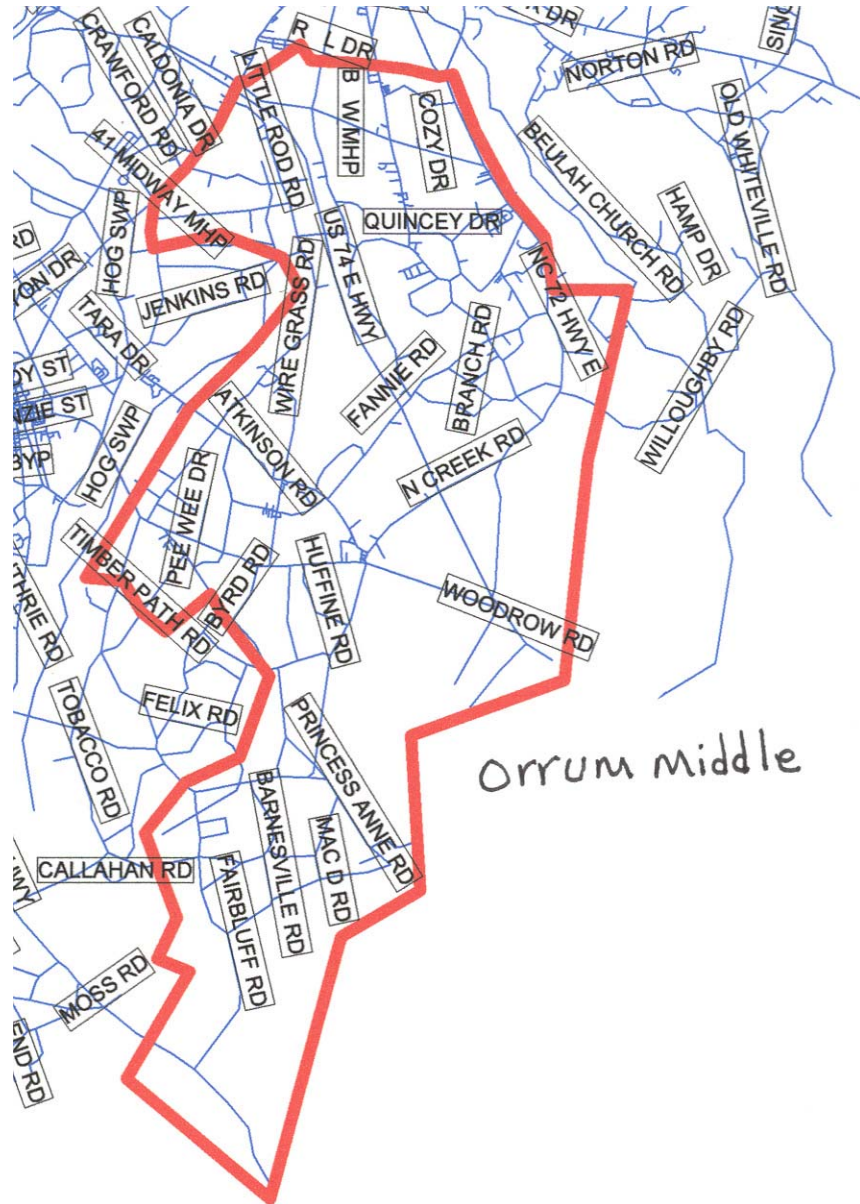 R L DR
NORTON RD
CALDONIA DR
CRAWFORD RD
LITTLE ROD RD
B W MHP
COZY DR
OLD WHITEVILLE RD
41 MIDWAY MHP
BEULAH CHURCH RD
HAMP DR
HOG SWP
QUINCEY DR
US 74 E HWY
WIRE GRASS RD
NC 72 HWY E
JENKINS RD
TARA DR
BRANCH RD
FANNIE RD
WILLOUGHBY RD
ATKINSON RD
HOG SWP
N CREEK RD
PEE WEE DR
TIMBER PATH RD
BYRD RD
HUFFINE RD
WOODROW RD
FELIX RD
TOBACCO RD
PRINCESS ANNE RD
Orrum middle
BARNESVILLE RD
MAC D RD
CALLAHAN RD
FAIRBLUFF RD
MOSS RD